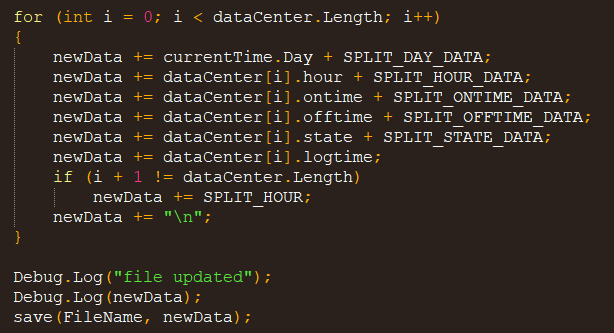 for (int i = 0; i < dataCenter.Length; i++)
{
    newData += currentTime.Day + SPLIT_DAY_DATA;
    newData += dataCenter[i].hour + SPLIT_HOUR_DATA;
    newData += dataCenter[i].ontime + SPLIT_ONTIME_DATA;
    newData += dataCenter[i].offtime + SPLIT_OFFTIME_DATA;
    newData += dataCenter[i].state + SPLIT_STATE_DATA;
    newData += dataCenter[i].logtime;
    if (i + 1 != dataCenter.Length)
        newData += SPLIT_HOUR;
    newData += "\n";
}

Debug.Log("file updated");
Debug.Log(newData);
save(FileName, newData);